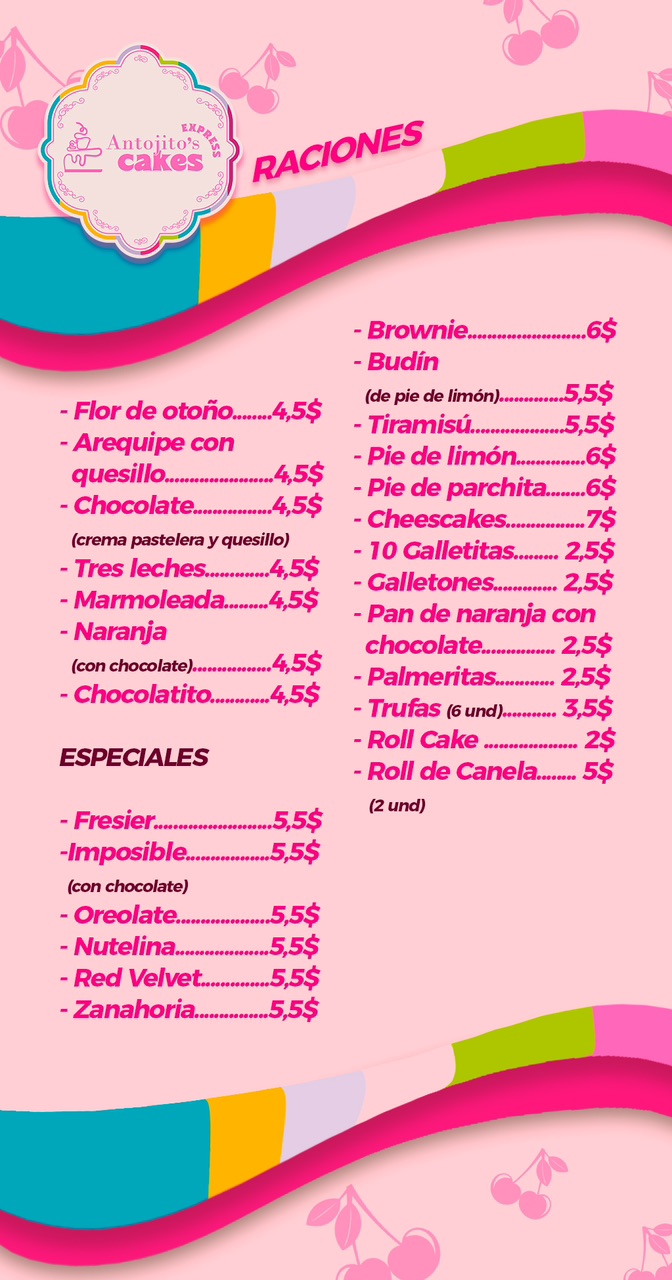 Antojito's
EXPRESS
cakes
RACIONES
- Flor de otoño........4,5$
- Arequipe con
quesillo......................4,5$
- Chocolate................4,5$
(crema pastelera y quesillo)
- Tres leches.............4,5$
- Marmoleada.........4,5$
- Naranja
(con chocolate)................4,5$
- Chocolatito............4,5$
ESPECIALES
- Fresier........................5,5$
-Imposible.................5,5$
(con chocolate)
- Oreolate...................5,5$
- Nutelina...................5,5$
- Red Velvet..............5,5$
- Zanahoria...............5,5$
- Brownie........................6$
- Budín
(de pie de limón).............5,5$
- Tiramisú...................5,5$
- Pie de limón..............6$
- Pie de parchita........6$
- Cheescakes................7$
- 10 Galletitas......... 2,5$
- Galletones............. 2,5$
- Pan de naranja con
chocolate............... 2,5$
- Palmeritas............ 2,5$
- Trufas (6 und)........... 3,5$
- Roll Cake ................... 2$
- Roll de Canela........ 5$
(2 und)